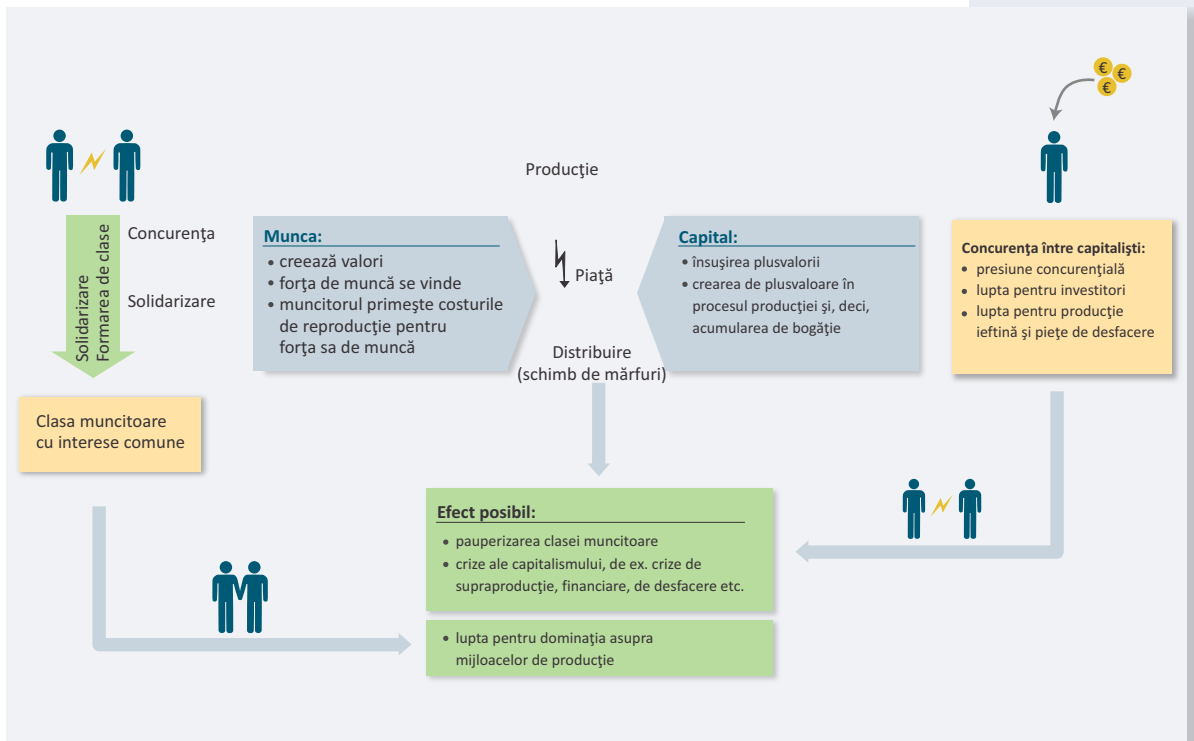 €
€
€
Producţie
Concurenţa
Solidarizare
Solidarizare
Formarea de clase
Munca:
• creează valori
• forţa de muncă se vinde
• muncitorul primeşte costurile
de reproducţie pentru
forţa sa de muncă
Piaţă
Capital:
• însuşirea plusvalorii
• crearea de plusvaloare în
procesul producţiei şi, deci,
acumularea de bogăţie
Concurenţa între capitalişti:
• presiune concurenţială
• lupta pentru investitori
• lupta pentru producţie
ieftină şi pieţe de desfacere
Distribuire
(schimb de mărfuri)
Clasa muncitoare
cu interese comune
Efect posibil:
• pauperizarea clasei muncitoare
• crize ale capitalismului, de ex. crize de
supraproducţie, financiare, de desfacere etc.
• lupta pentru dominaţia asupra
mijloacelor de producţie